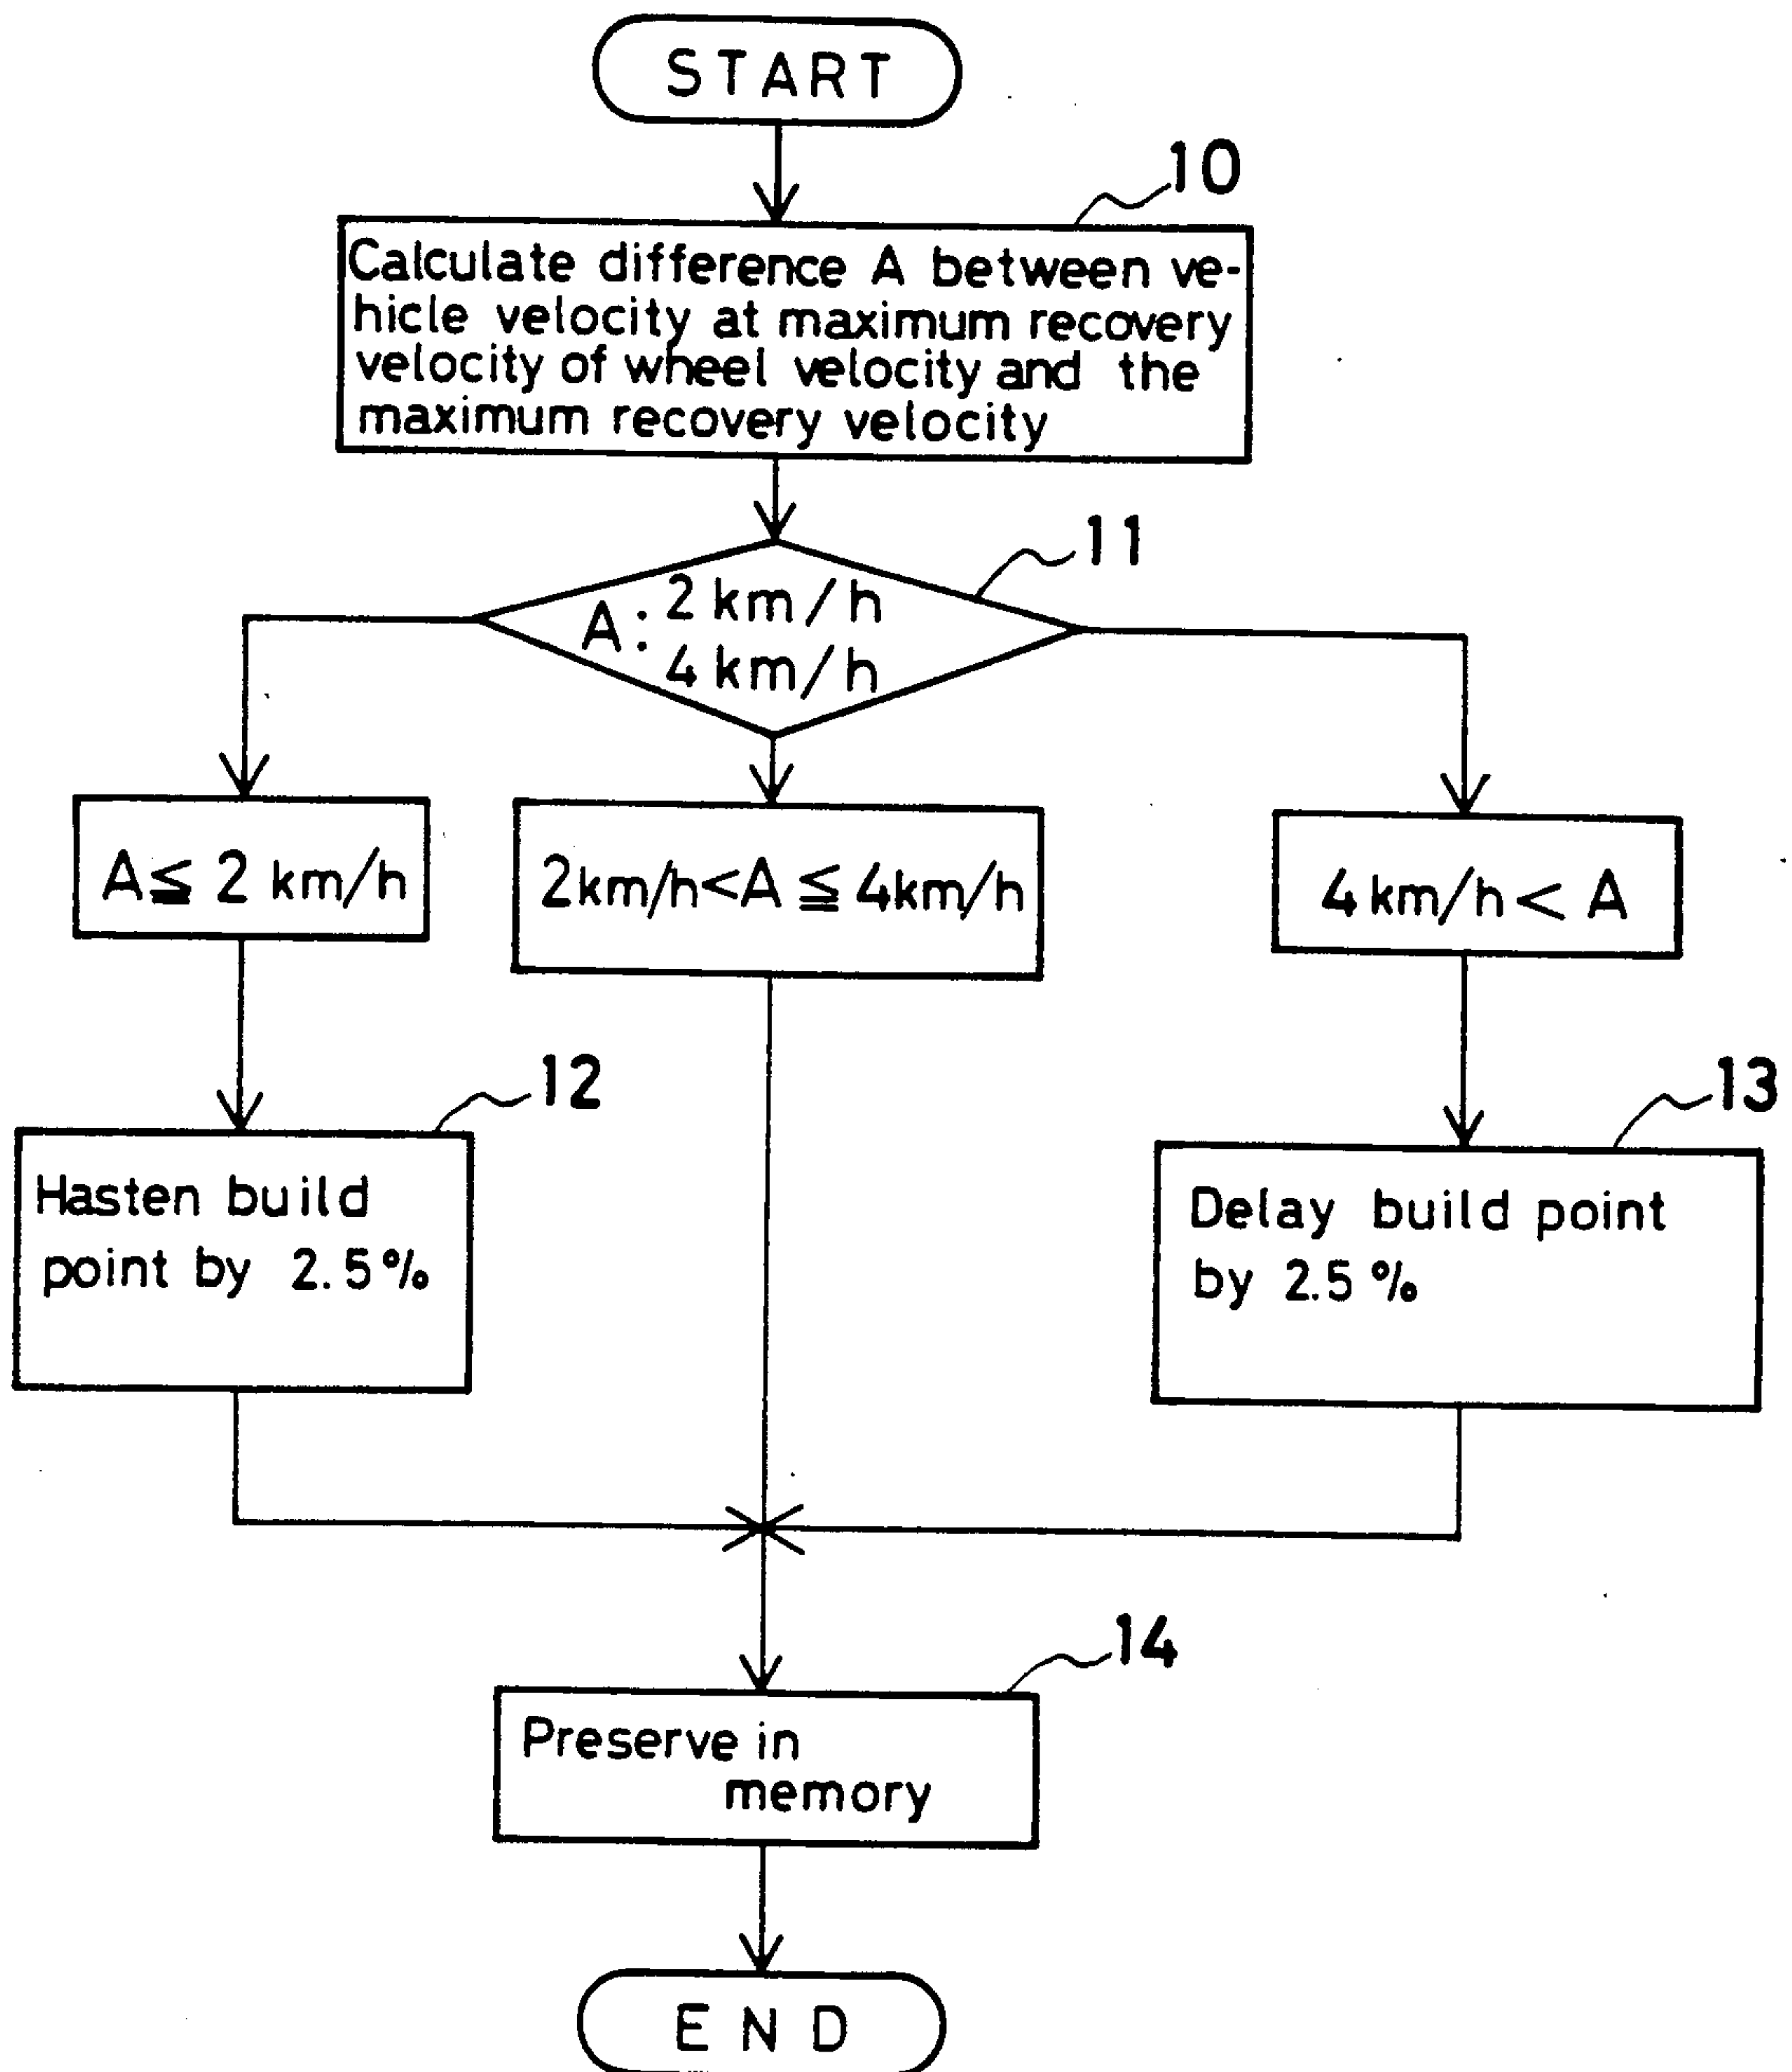 START
10
Calculate difference A between ve-
hicle velocity at maximum recovery
velocity of wheel velocity and the
maximum recovery velocity
11
A: 2 km/h
4 km/h
A≦ 2 km/h
2km/h<A ≦ 4km/h
4 km/h < A
12
Hasten build
point by 2.5%
13
Delay build point
by 2.5 %
14
Preserve in
memory
END